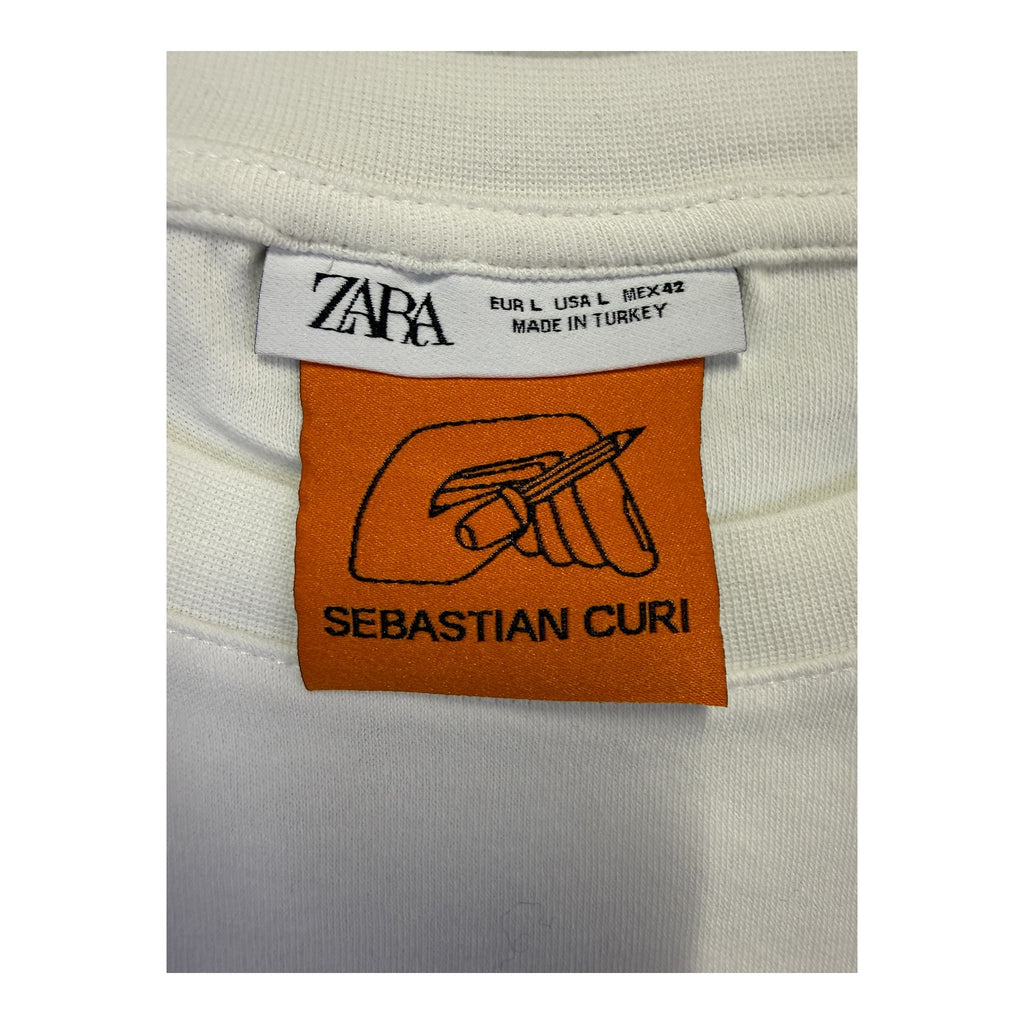 ZARA
EUR L USA L MEX 42
MADE IN TURKEY
SEBASTIAN CURI